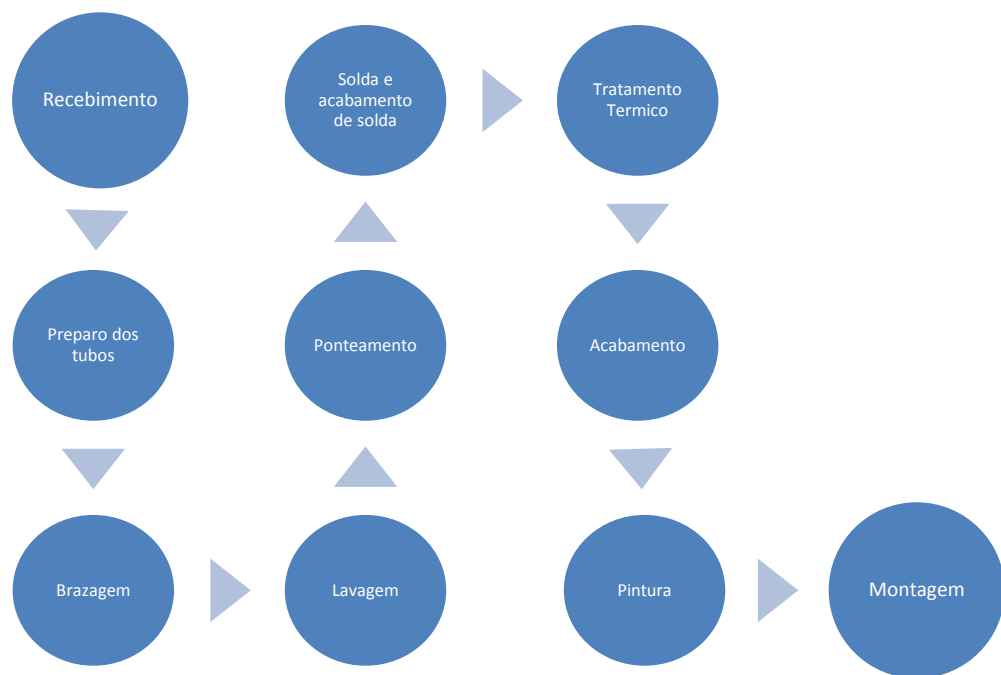 Recebimento
Preparo dos
tubos
Brazagem
Lavagem
Ponteamento
Solda e
acabamento
de solda
Tratamento
Termico
Acabamento
Pintura
Montagem